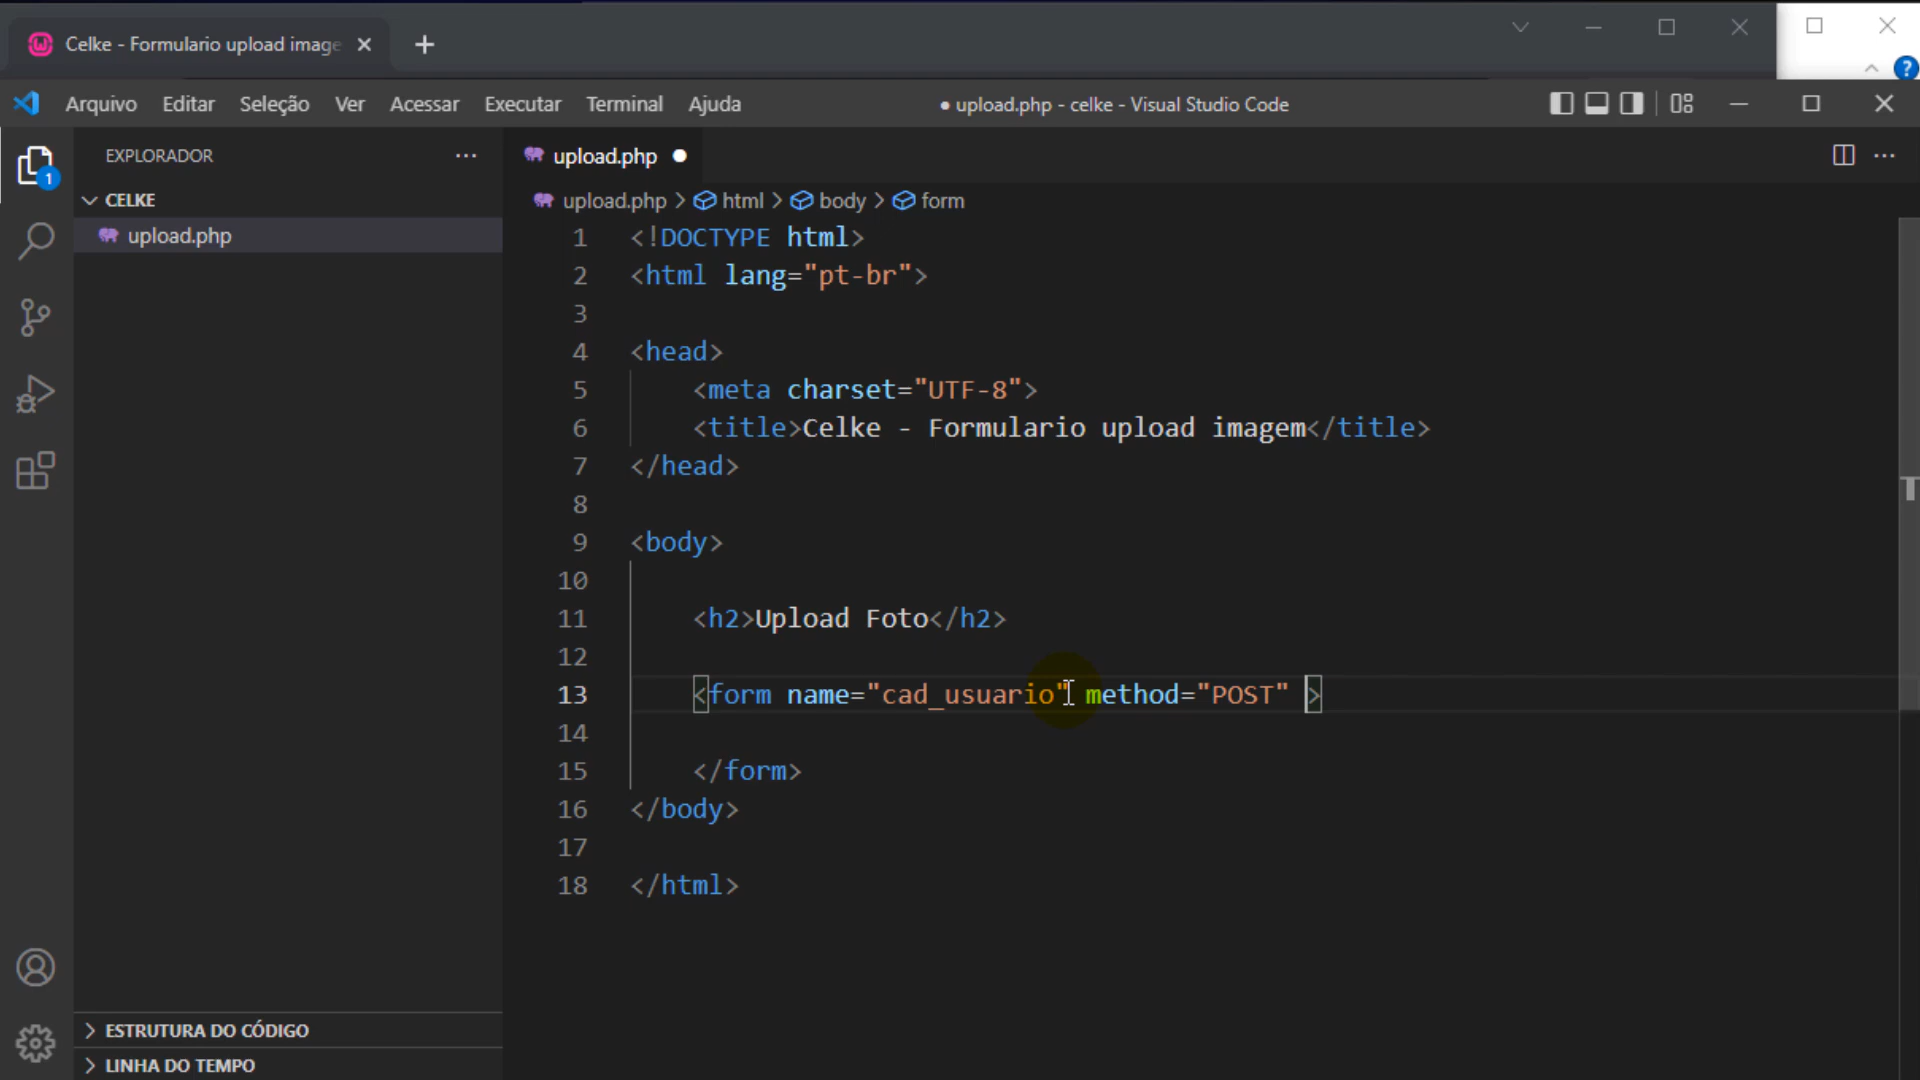 Celke - Formulario upload image
Arquivo Editar Seleção Ver Acessar Executar Terminal Ajuda
● upload.php - celke - Visual Studio Code
EXPLORADOR
1
CELKE
upload.php
upload.php
upload.php > html > body > form
1 <!DOCTYPE html>
2 <html lang="pt-br">
3
4 <head>
5 <meta charset="UTF-8">
6 <title>Celke - Formulario upload imagem</title>
7 </head>
8
9 <body>
10
11 <h2>Upload Foto</h2>
12
13 <form name="cad_usuario" method="POST" >
14
15 </form>
16 </body>
17
18 </html>
ESTRUTURA DO CÓDIGO
LINHA DO TEMPO